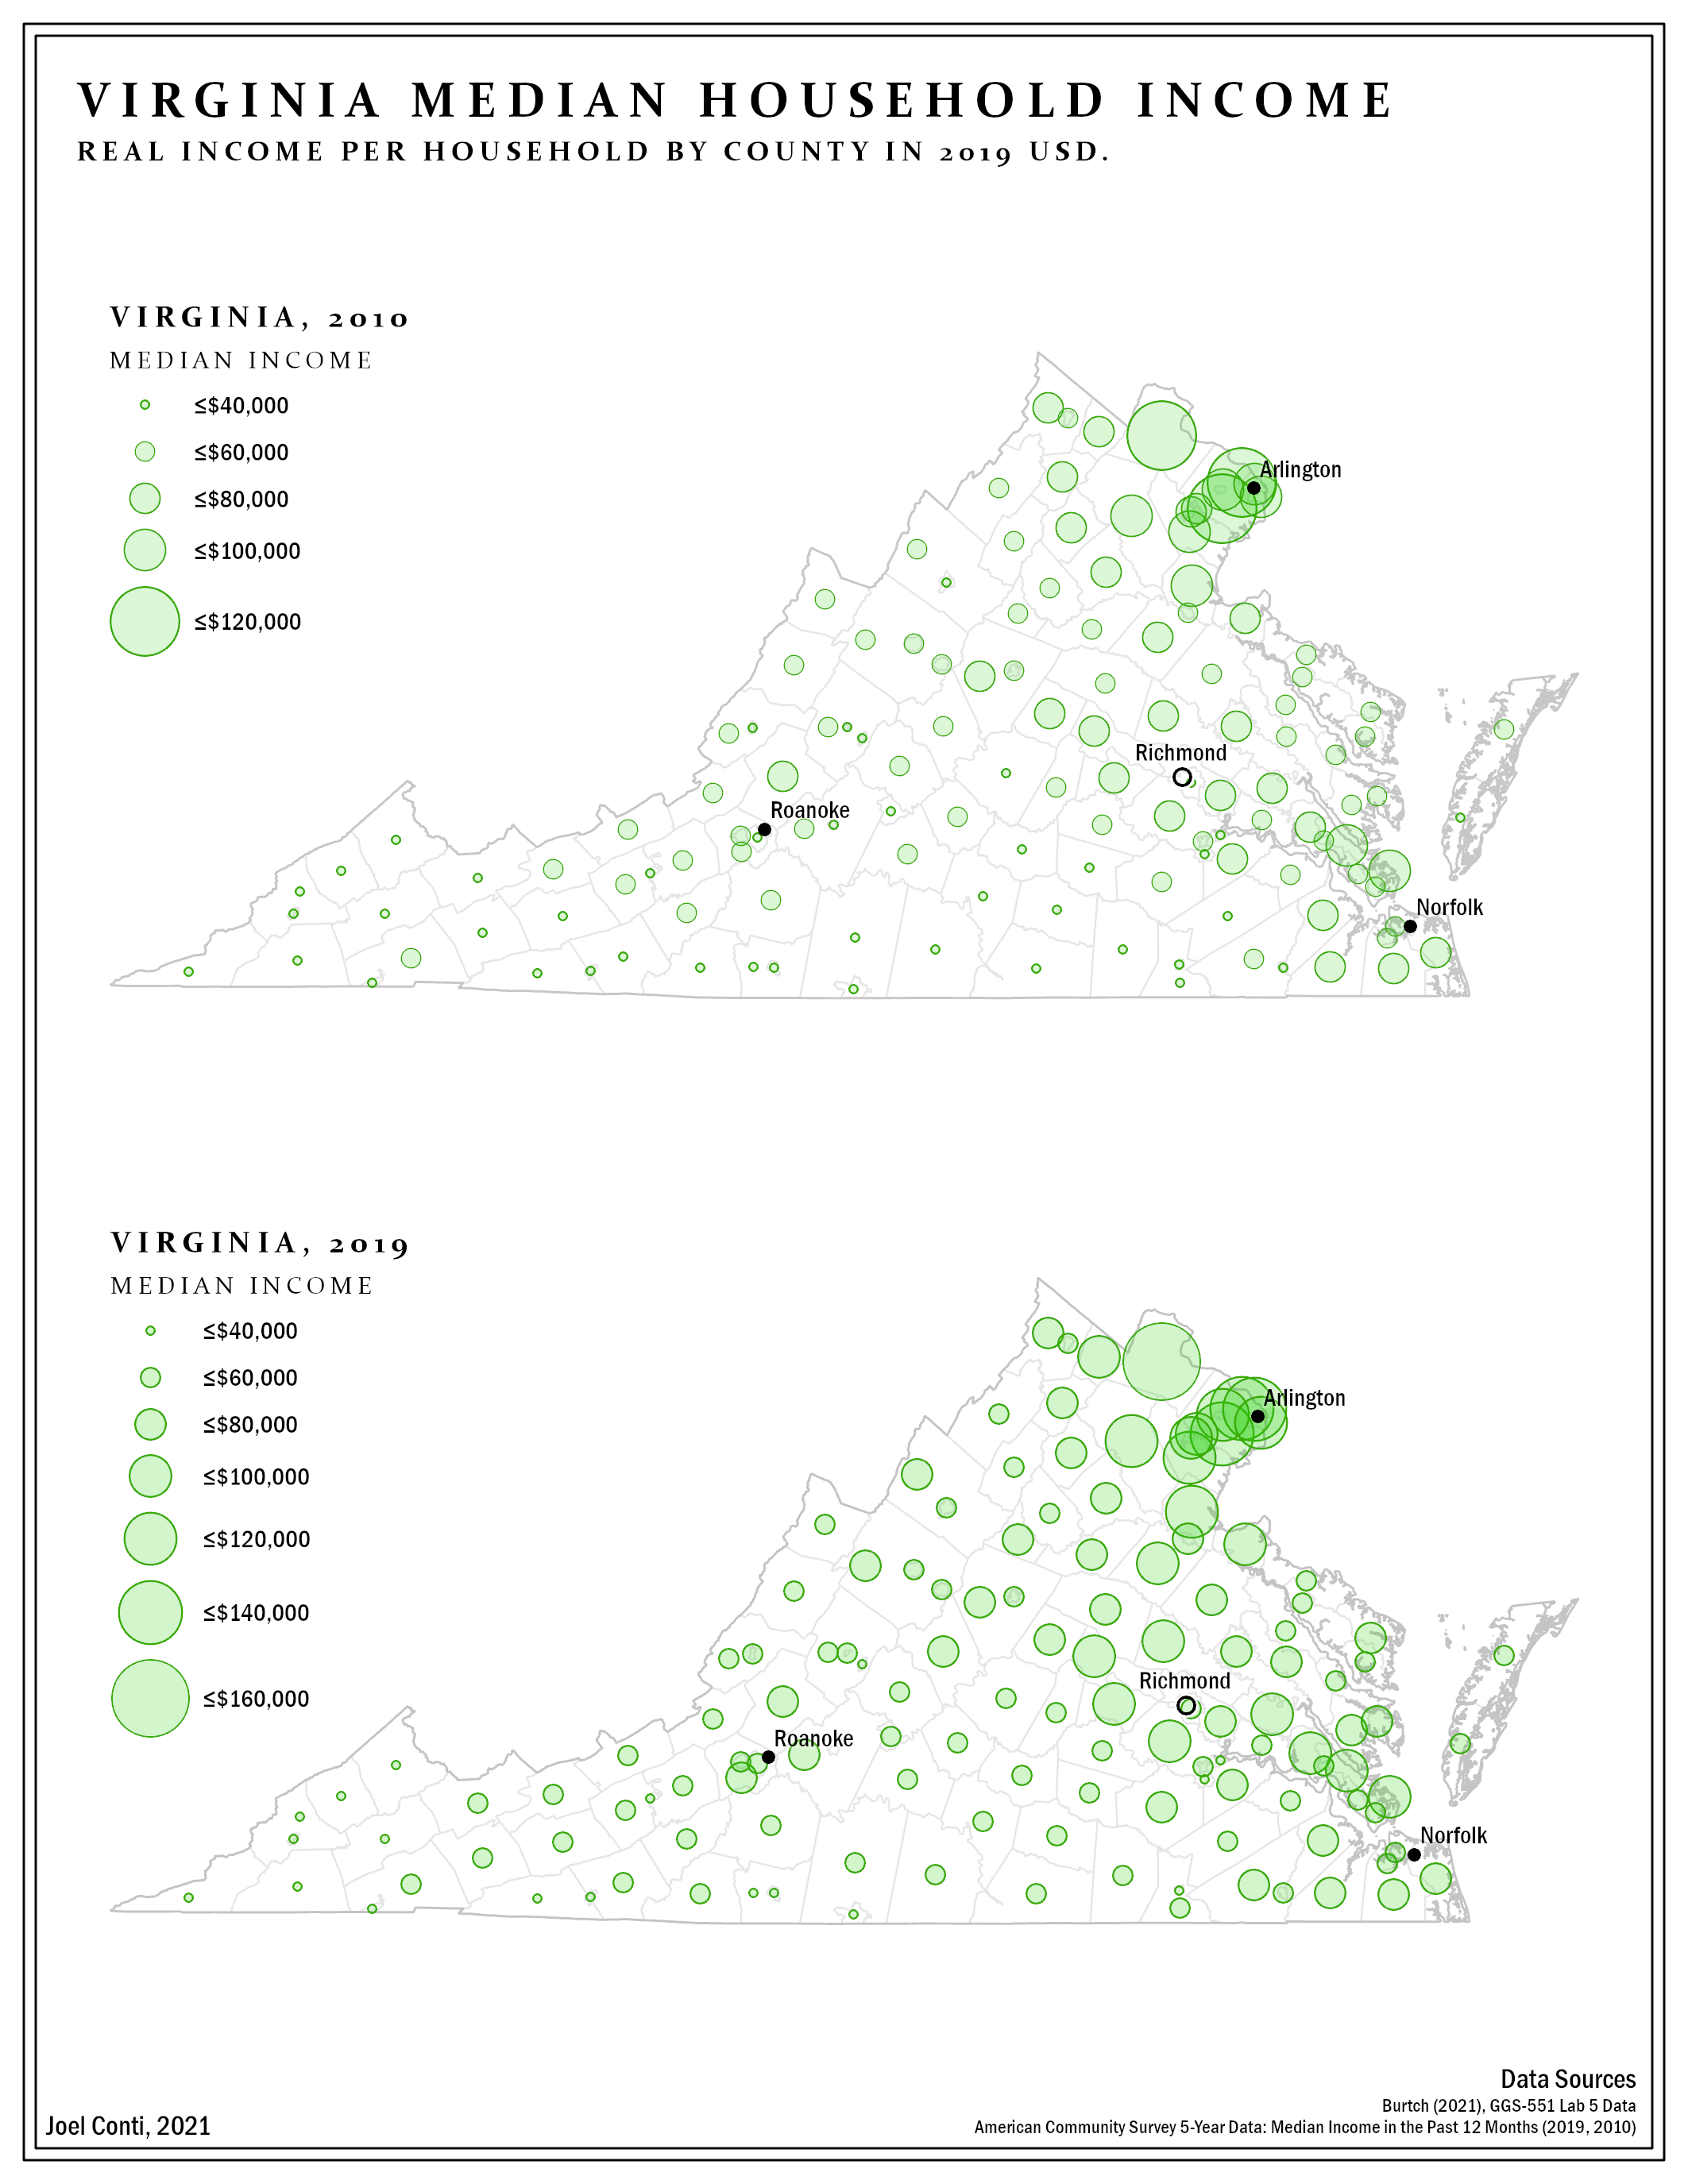 VIRGINIA MEDIAN HOUSEHOLD INCOME
REAL INCOME PER HOUSEHOLD BY COUNTY IN 2019 USD.
VIRGINIA, 2010
MEDIAN INCOME
≤$40,000
≤$60,000
≤$80,000
≤$100,000
≤$120,000
Arlington
Richmond
Roanoke
Norfolk
VIRGINIA, 2019
MEDIAN INCOME
≤$40,000
≤$60,000
≤$80,000
≤$100,000
≤$120,000
≤$140,000
≤$160,000
Arlington
Richmond
Roanoke
Norfolk
Data Sources
Burtch (2021), GGS-551 Lab 5 Data
American Community Survey 5-Year Data: Median Income in the Past 12 Months (2019, 2010)
Joel Conti, 2021